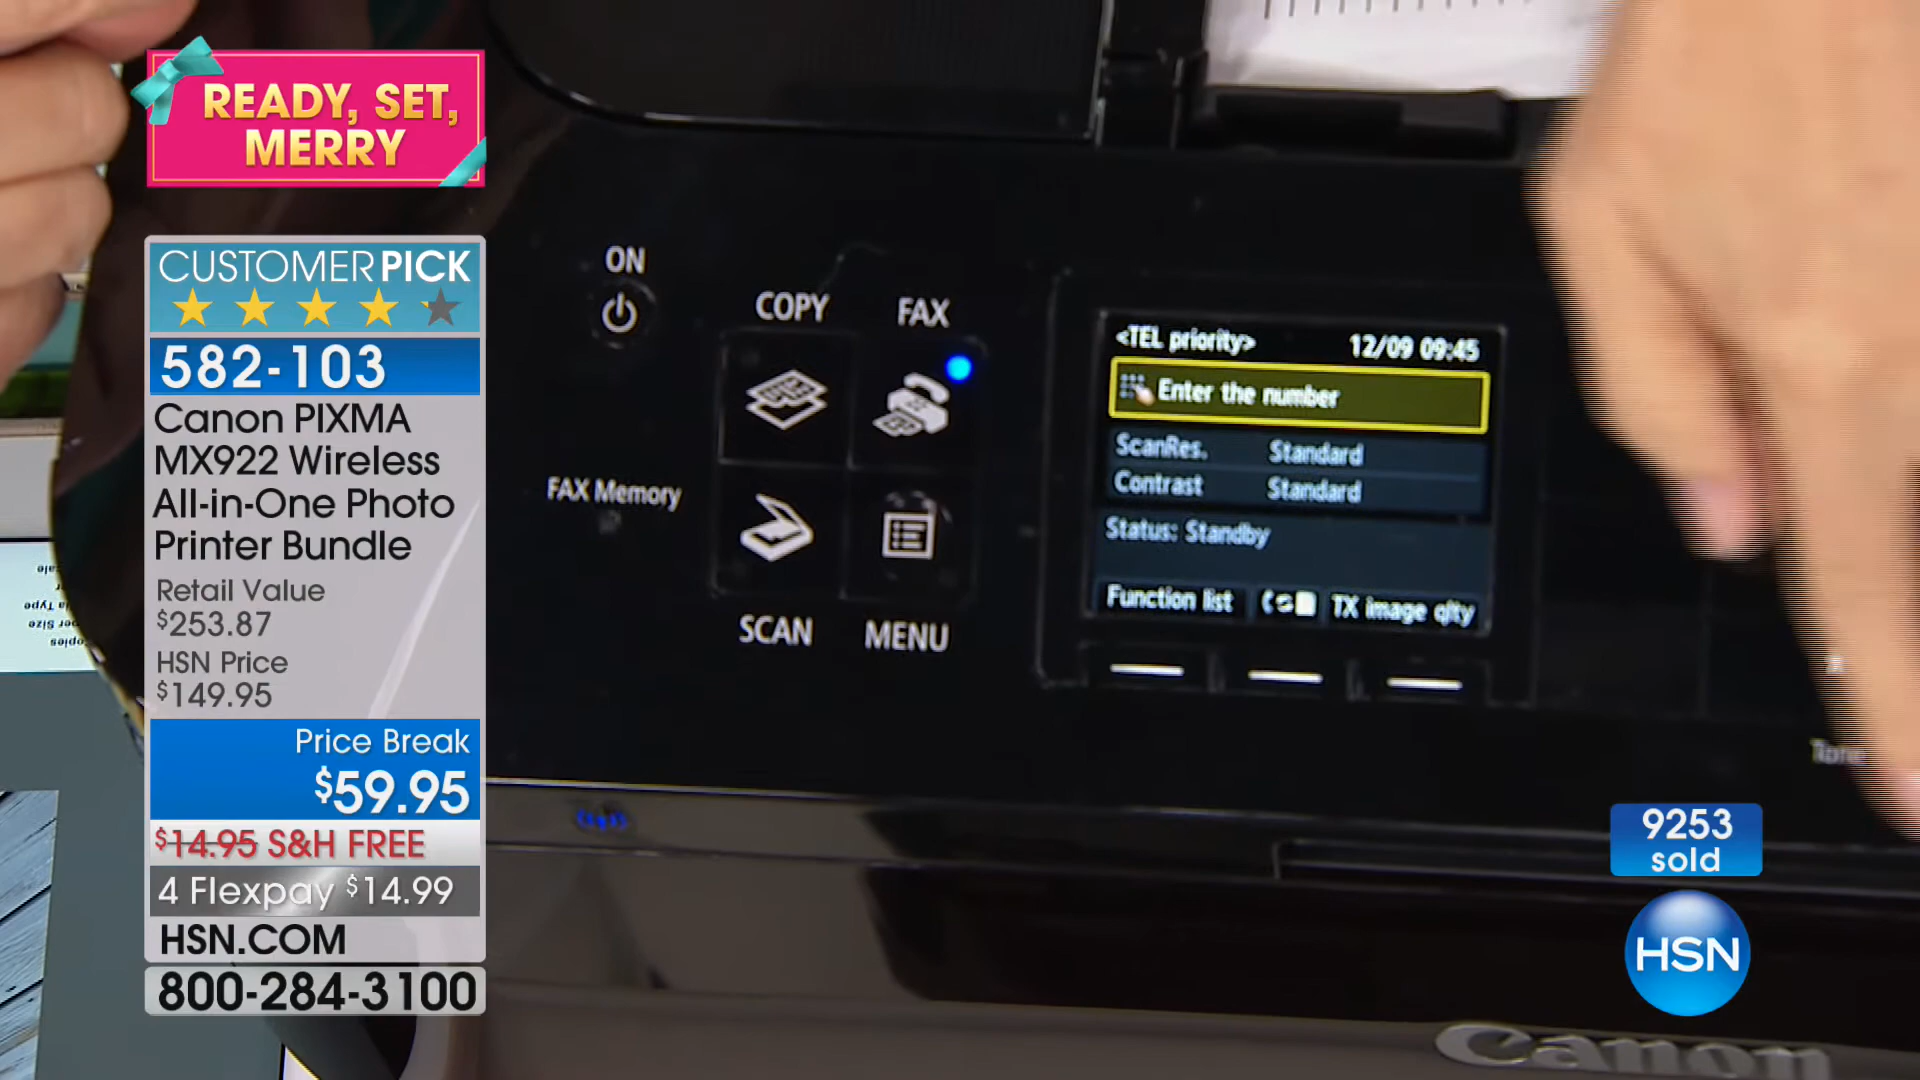 READY, SET,
MERRY
CUSTOMER PICK
582-103
Canon PIXMA
MX922 Wireless
All-in-One Photo
Printer Bundle
Retail Value
$253.87
HSN Price
$149.95
Price Break
$59.95
$14.95 S&H FREE
4 Flexpay $14.99
HSN.COM
800-284-3100
ON
COPY FAX
FAX Memory
SCAN MENU
<TEL priority> 12/09 09:45
Enter the number
ScanRes. Standard
Contrast Standard
Status: Standby
Function list TX image qlty
Tone
9253
sold
HSN
Canon